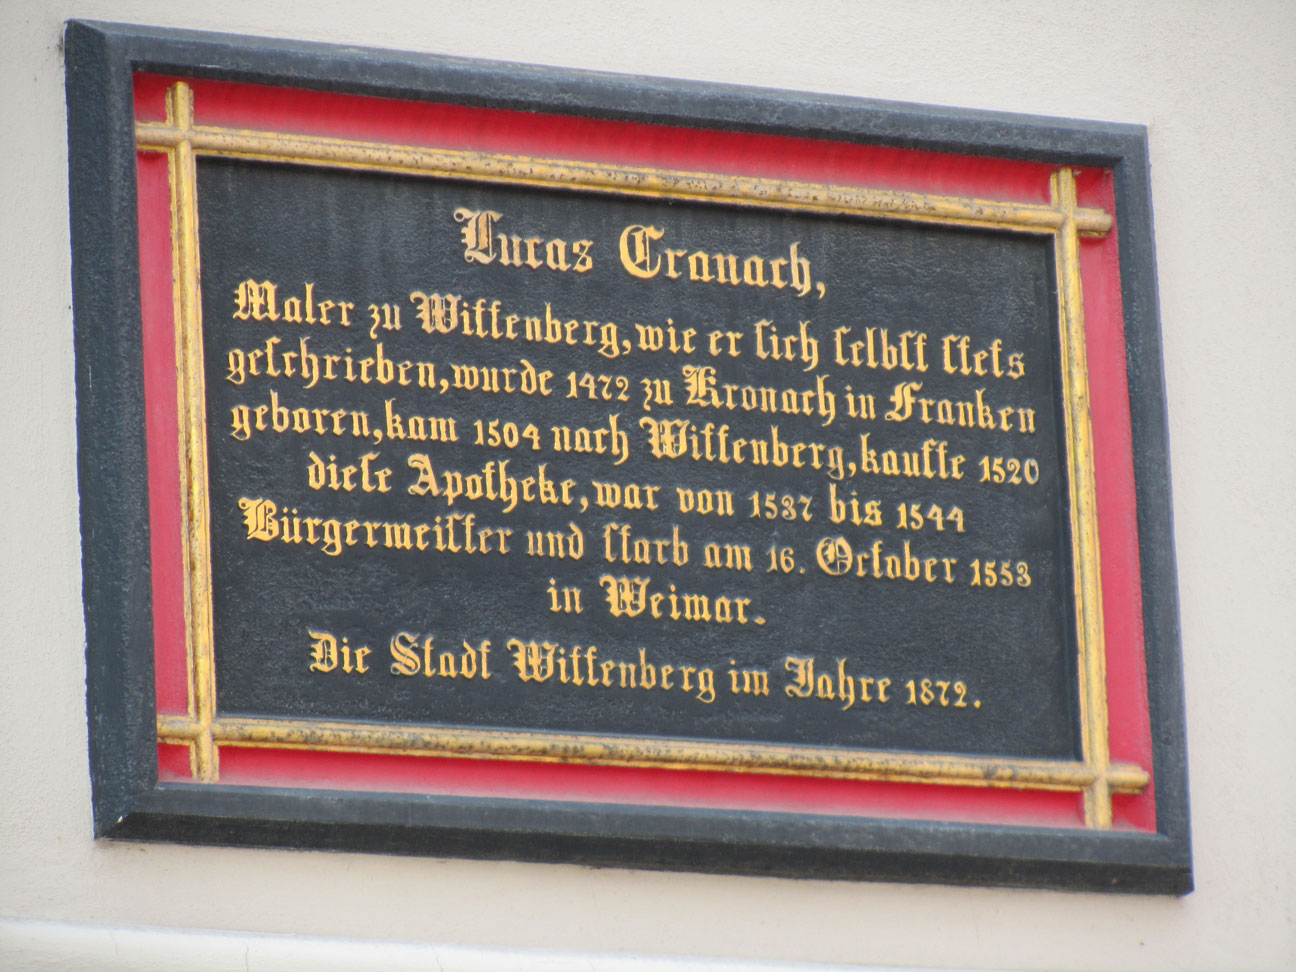 Lucas Cranach,
Maler zu Wittenberg, wie er sich selbst stets
geschrieben, wurde 1472 zu Kronach in Franken
geboren, kam 1504 nach Wittenberg, kaufte 1520
diese Apotheke, war von 1537 bis 1544
Bürgermeister und starb am 16. October 1553
in Weimar.
Die Stadt Wittenberg im Jahre 1872.